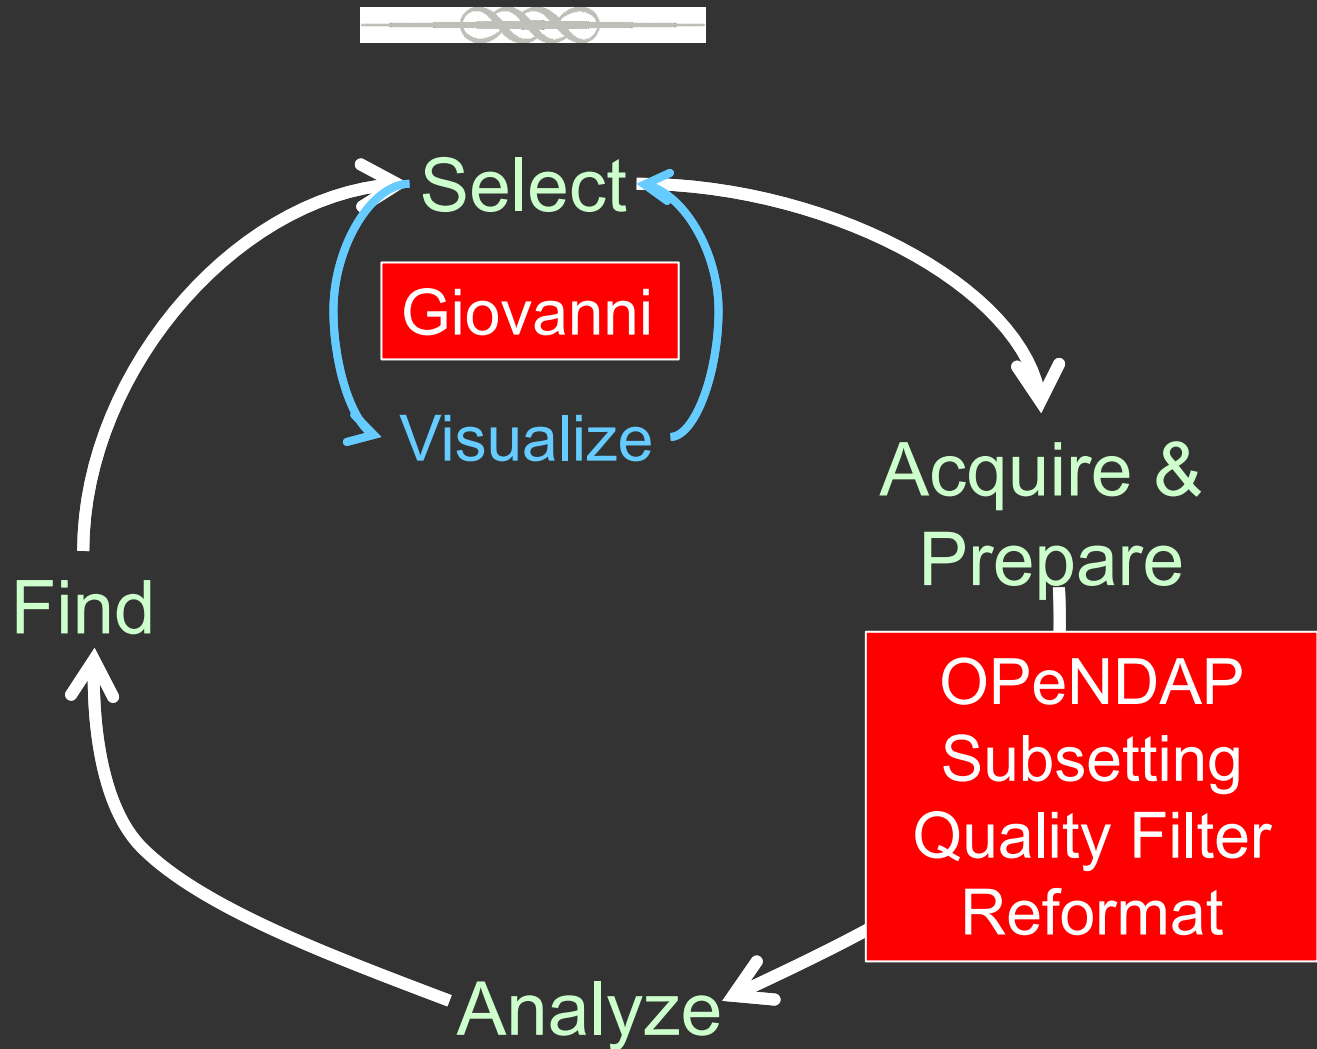 Select
Giovanni
Visualize
Acquire &
Prepare
Find
OPeNDAP
Subsetting
Quality Filter
Reformat
Analyze